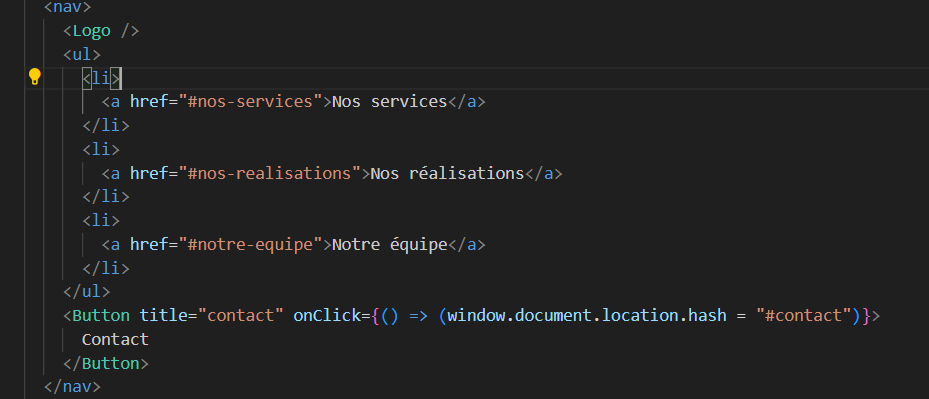 <nav>
<Logo />
<ul>
<li>
<a href="#nos-services">Nos services</a>
</li>
<li>
<a href="#nos-realisations">Nos réalisations</a>
</li>
<li>
<a href="#notre-equipe">Notre équipe</a>
</li>
</ul>
<Button title="contact" onClick={() => (window.document.location.hash = "#contact")}>
Contact
</Button>
</nav>